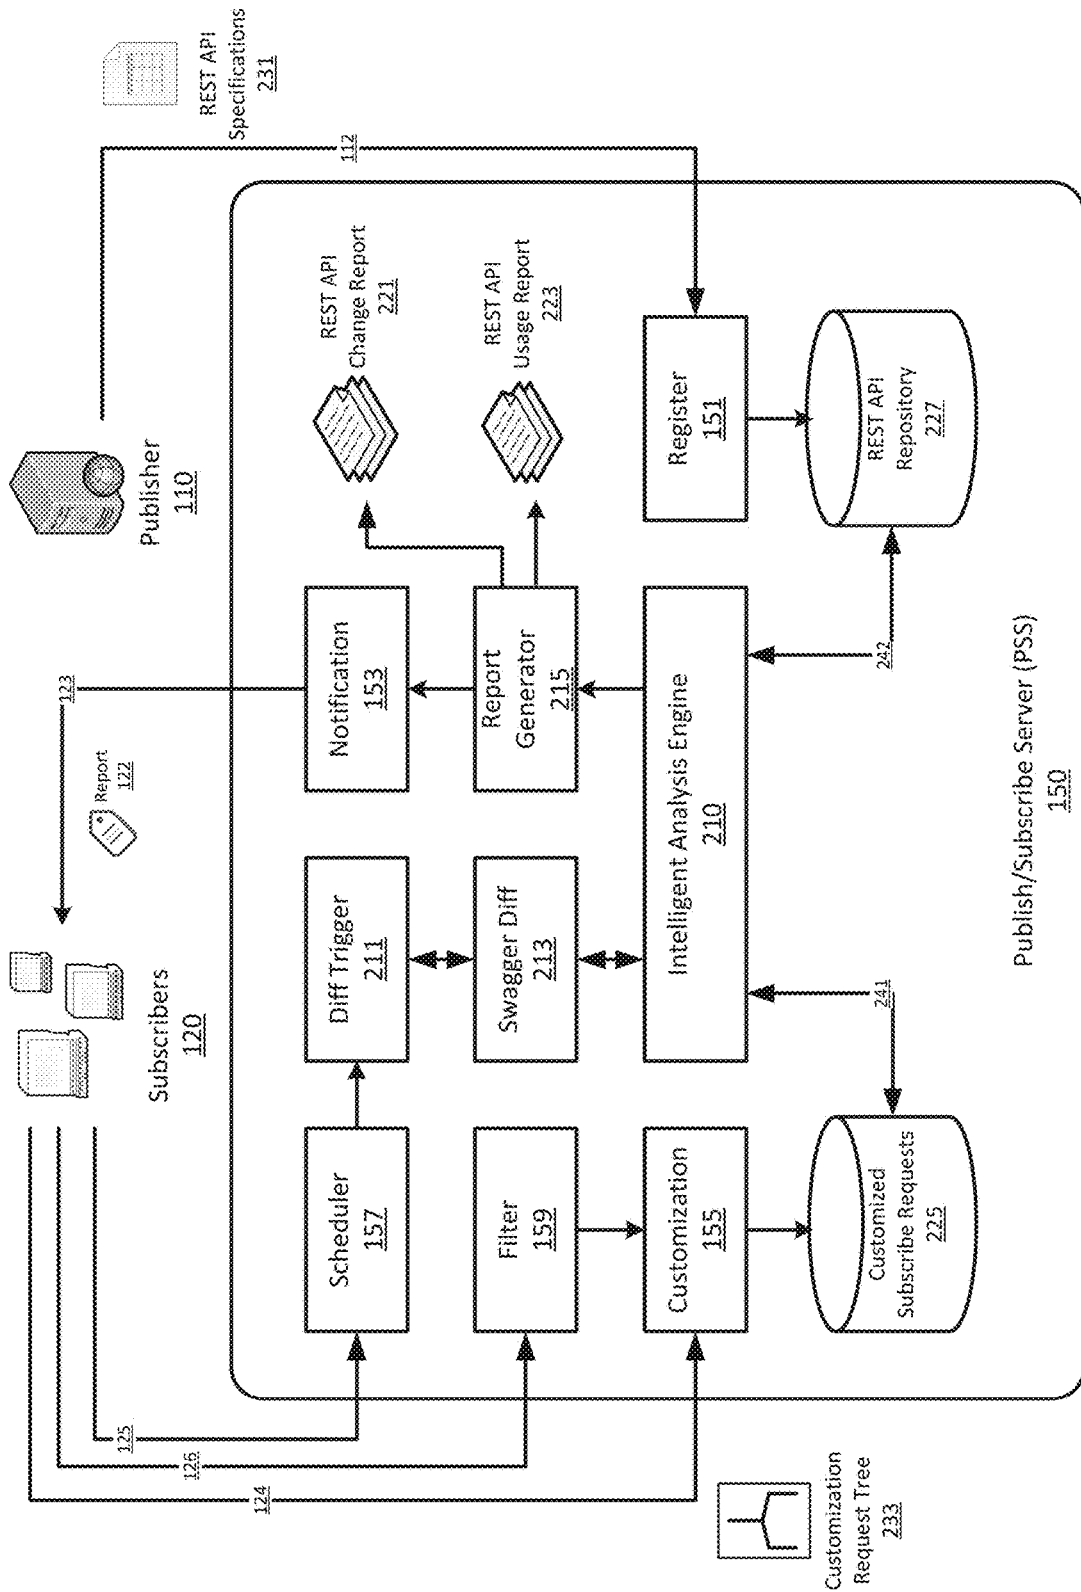 Subscribers
120
Report
122
123
Publisher
110
REST API
Specifications
231
112
125
126
124
Scheduler
157
Diff Trigger
211
Notification
153
REST API
Change Report
221
Filter
159
Swagger Diff
213
Report
Generator
215
REST API
Usage Report
223
Customization
155
Intelligent Analysis Engine
210
Register
151
Customization
Request Tree
233
Customized
Subscribe Requests
225
241
242
REST API
Repository
227
Publish/Subscribe Server (PSS)
150